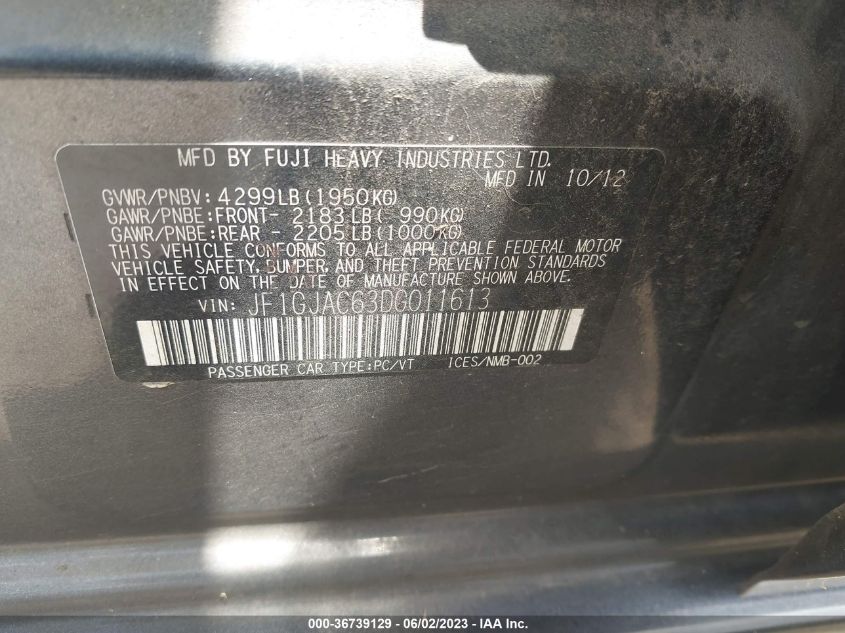 MFD BY FUJI HEAVY INDUSTRIES LTD.
MFD IN 10/12
GVWR/PNBV: 4299LB(1950KG)
GAWR/PNBE:FRONT- 2183LB( 990KG)
GAWR/PNBE:REAR - 2205LB(1000KG)
THIS VEHICLE CONFORMS TO ALL APPLICABLE FEDERAL MOTOR
VEHICLE SAFETY, BUMPER, AND THEFT PREVENTION STANDARDS
IN EFFECT ON THE DATE OF MANUFACTURE SHOWN ABOVE.
VIN: JF1GJAC63DG011613
PASSENGER CAR TYPE:PC/VT ICES/NMB-002
000-36739129 - 06/02/2023 - IAA Inc.